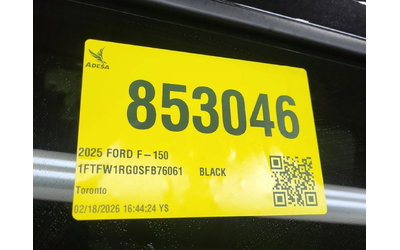 ADESA
853046
2025 FORD F-150
1FTFW1RG0SFB76061 BLACK
Toronto
02/18/2026 16:44:24 YS